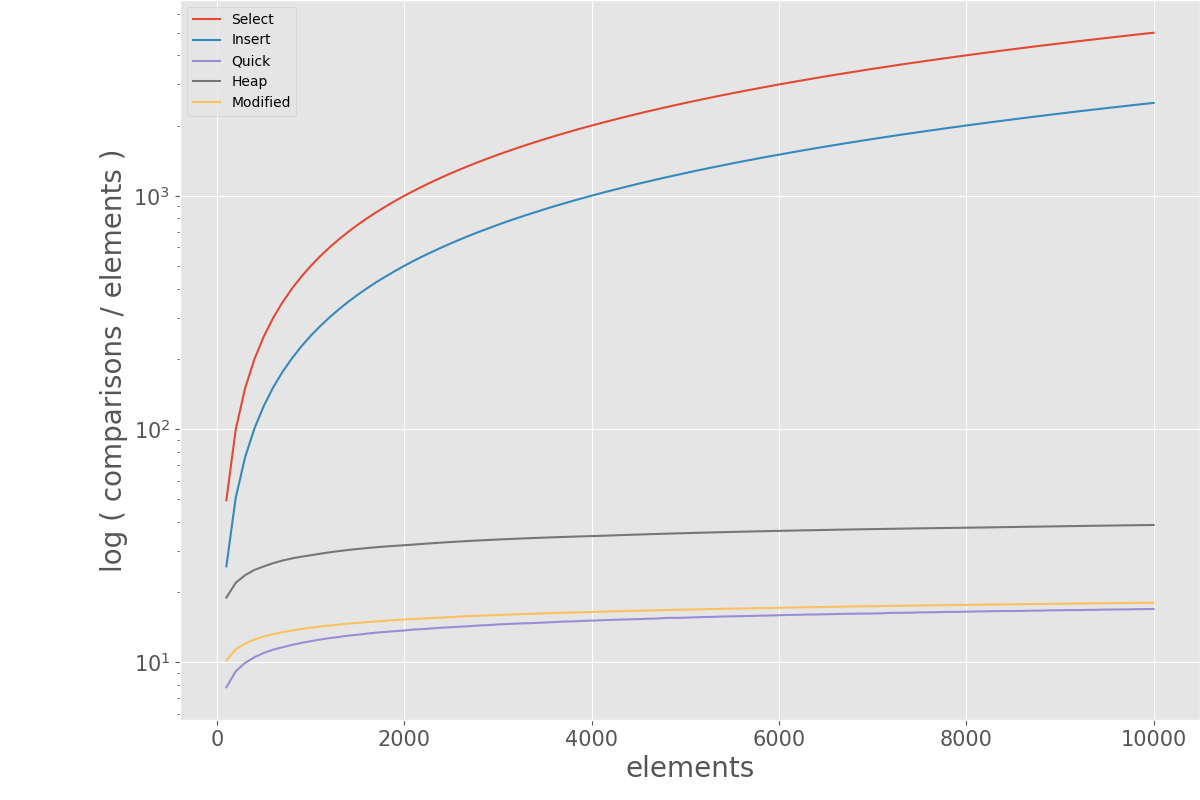 Select
Insert
Quick
Heap
Modified
log ( comparisons / elements )
10³
10²
10¹
0 2000 4000 6000 8000 10000
elements